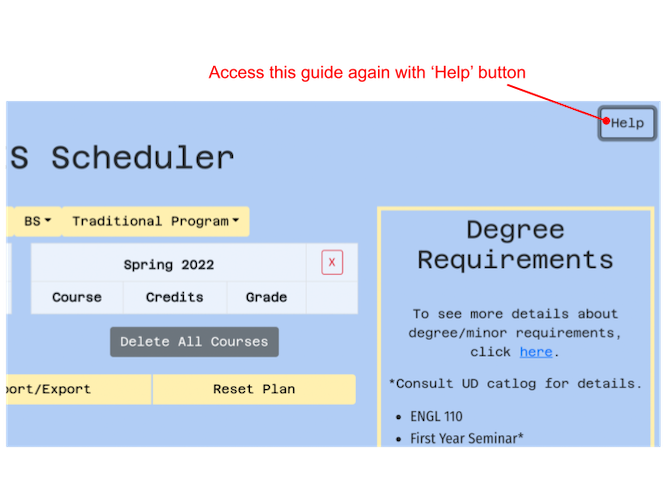 Access this guide again with ‘Help’ button
Help
S Scheduler
BS
Traditional Program
Spring 2022
X
Course
Credits
Grade
Delete All Courses
ort/Export
Reset Plan
Degree
Requirements
To see more details about
degree/minor requirements,
click here.
*Consult UD catlog for details.
ENGL 110
First Year Seminar*